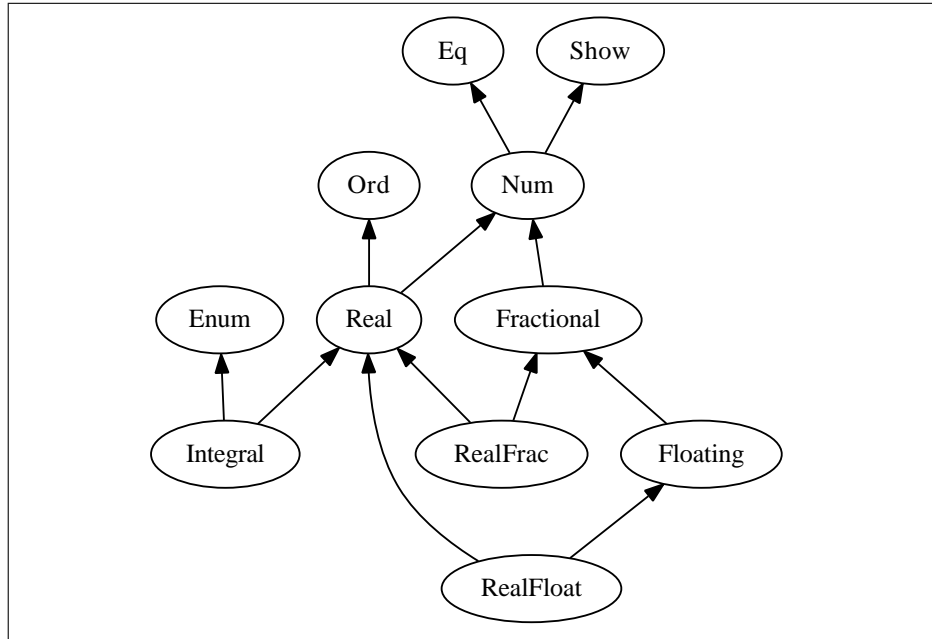 Eq
Show
Ord
Num
Enum
Real
Fractional
Integral
RealFrac
Floating
RealFloat